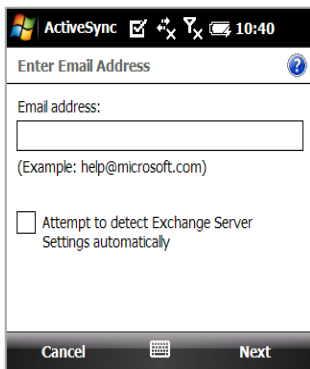 ActiveSync 10:40
Enter Email Address
Email address:
(Example: help@microsoft.com)
Attempt to detect Exchange Server
Settings automatically
Cancel Next